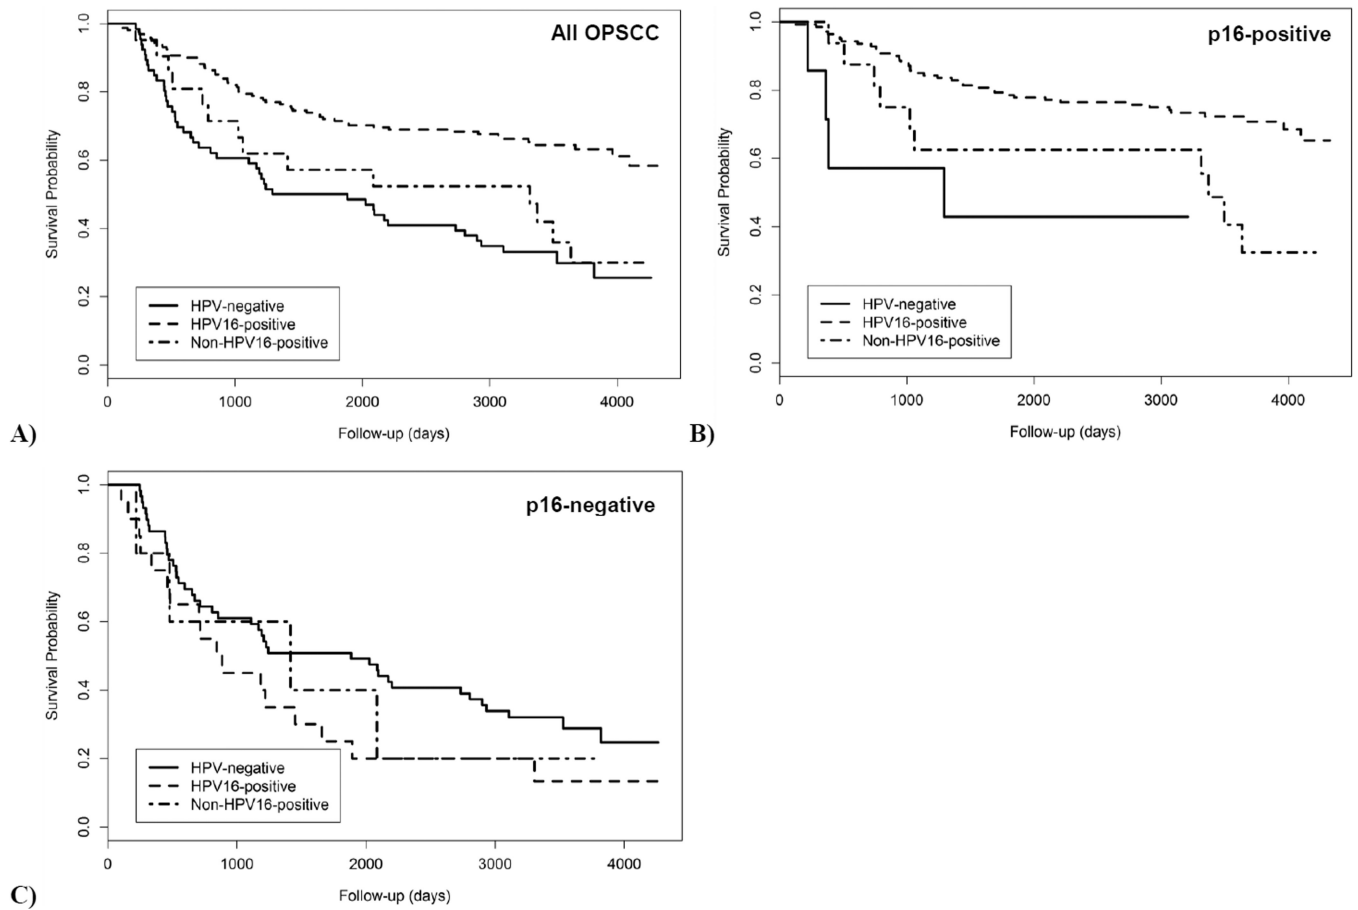 All OPSCC
Survival Probability
1.0
0.8
0.6
0.4
0.2
0.0
HPV-negative
HPV16-positive
Non-HPV16-positive
0 1000 2000 3000 4000
Follow-up (days)
A)
p16-positive
Survival Probability
1.0
0.8
0.6
0.4
0.2
0.0
HPV-negative
HPV16-positive
Non-HPV16-positive
0 1000 2000 3000 4000
Follow-up (days)
B)
p16-negative
Survival Probability
1.0
0.8
0.6
0.4
0.2
0.0
HPV-negative
HPV16-positive
Non-HPV16-positive
0 1000 2000 3000 4000
Follow-up (days)
C)